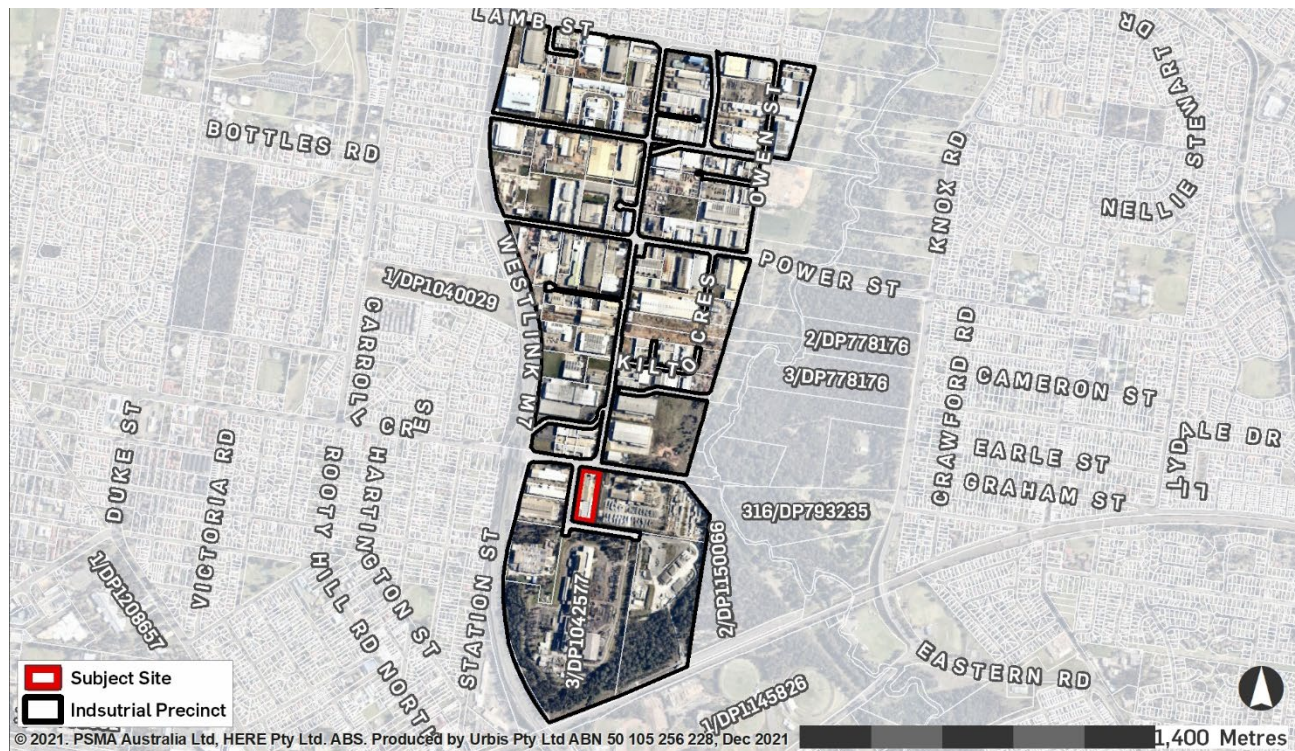 LAMB ST
NELLIE STEWART DR
BOTTLES RD
OWEN ST
KNOX RD
POWER ST
WESTLINK M7
1/DP1040029
CARROLL CRES
KILTO CRES
2/DP778176
3/DP778176
CRAWFORD RD
CAMERON ST
LE DR
LYDI
EARLE ST
GRAHAM ST
DUKE ST
VICTORIA RD
HARTINGTON ST
ROOTY HILL RD NORTH
316/DP793235
STATION ST
2/DP1150066
1/DP1208657
3/DP1042577
EASTERN RD
1/DP1145826
Subject Site
Indsutrial Precinct
© 2021. PSMA Australia Ltd, HERE Pty Ltd. ABS. Produced by Urbis Pty Ltd ABN 50 105 256 228, Dec 2021
1,400 Metres